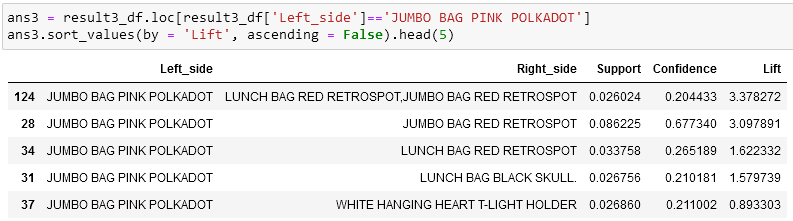 ans3 = result3_df.loc[result3_df['Left_side']=='JUMBO BAG PINK POLKADOT']
ans3.sort_values(by = 'Lift', ascending = False).head(5)
Left_side Right_side Support Confidence Lift
124 JUMBO BAG PINK POLKADOT LUNCH BAG RED RETROSPOT,JUMBO BAG RED RETROSPOT 0.026024 0.204433 3.378272
28 JUMBO BAG PINK POLKADOT JUMBO BAG RED RETROSPOT 0.086225 0.677340 3.097891
34 JUMBO BAG PINK POLKADOT LUNCH BAG RED RETROSPOT 0.033758 0.265189 1.622332
31 JUMBO BAG PINK POLKADOT LUNCH BAG BLACK SKULL. 0.026756 0.210181 1.579739
37 JUMBO BAG PINK POLKADOT WHITE HANGING HEART T-LIGHT HOLDER 0.026860 0.211002 0.893303